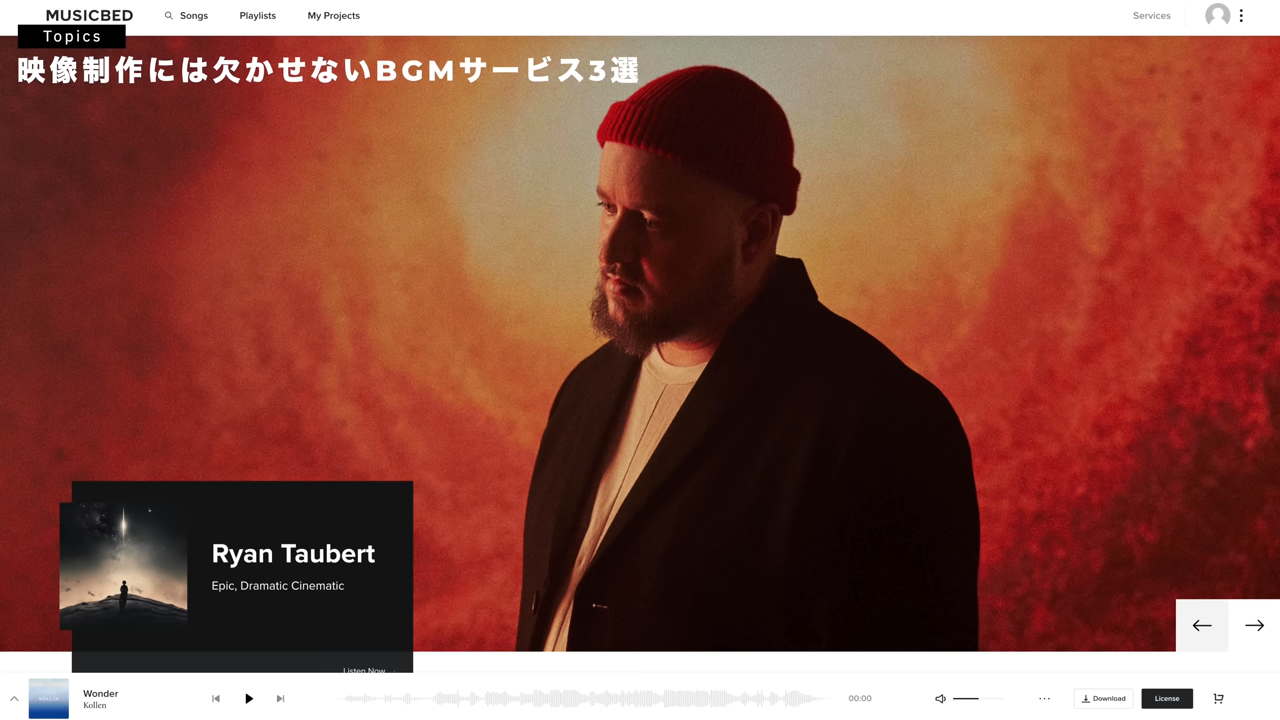 MUSICBED
Songs
Playlists
My Projects
Services
Topics
映像制作には欠かせないBGMサービス3選
Ryan Taubert
Epic, Dramatic Cinematic
Listen Now
Wonder
Kollen
00:00
Download
License